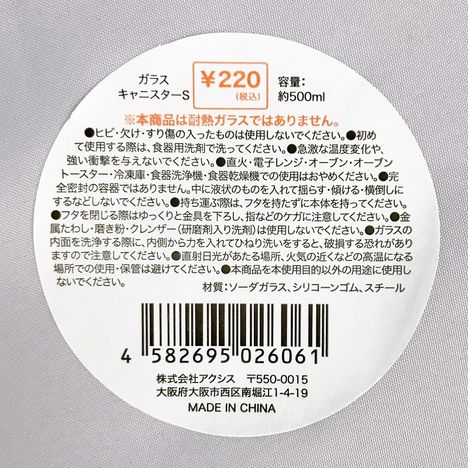 ガラス
キャニスターS
¥220
(税込)
容量:
約500ml
※本商品は耐熱ガラスではありません。
●ヒビ・欠け・すり傷の入ったものは使用しないでください。●初め
て使用する際は、食器用洗剤で洗ってください。●急激な温度変化や、
強い衝撃を与えないでください。●直火・電子レンジ・オーブン・オーブン
トースター・冷凍庫・食器洗浄機・食器乾燥機での使用はおやめください。●完
全密封の容器ではありません。中に液状のものを入れて揺らす・傾ける・横倒しに
するなどしないでください。●持ち運ぶ際は、フタを持たずに本体を持ってください。
●フタを閉じる際はゆっくりと金具を下ろし、指などのケガに注意してください。●金
属たわし・磨き粉・クレンザー(研磨剤入り洗剤)は使用しないでください。●ガラスの
内面を洗浄する際に、内側から力を入れてひねり洗いをすると、破損する恐れがあり
ますので注意してください。●直射日光があたる場所、火気の近くなどの高温になる
場所での使用・保管は避けてください。●本商品を本使用目的以外の用途に使用し
ないでください。
材質:ソーダガラス、シリコーンゴム、スチール
4 582695 026061
株式会社アクシス 〒550-0015
大阪府大阪市西区南堀江1-4-19
MADE IN CHINA